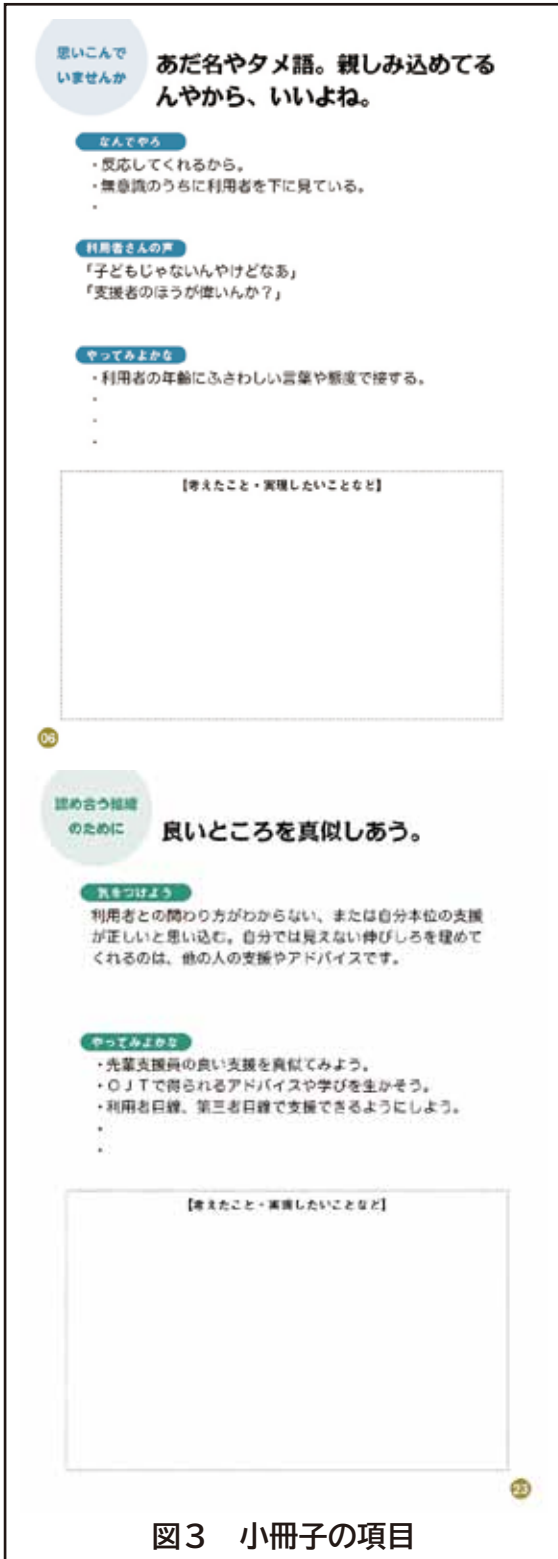 思いこんで
いませんか
あだ名やタメ語。親しみ込めてる
んやから、いいよね。
なんでやろ
・反応してくれるから。
・無意識のうちに利用者を下に見ている。
・
利用者さんの声
「子どもじゃないんやけどなあ」
「支援者のほうが偉いんか?」
やってみよかな
・利用者の年齢にふさわしい言葉や態度で接する。
・
・
・
【考えたこと・実現したいことなど】
06
認め合う組織
のために
良いところを真似しあう。
気をつけよう
利用者との関わり方がわからない、または自分本位の支援
が正しいと思い込む。自分では見えない伸びしろを埋めて
くれるのは、他の人の支援やアドバイスです。
やってみよかな
・先輩支援員の良い支援を真似てみよう。
・OJTで得られるアドバイスや学びを生かそう。
・利用者目線、第三者目線で支援できるようにしよう。
・
・
【考えたこと・実現したいことなど】
23
図3 小冊子の項目